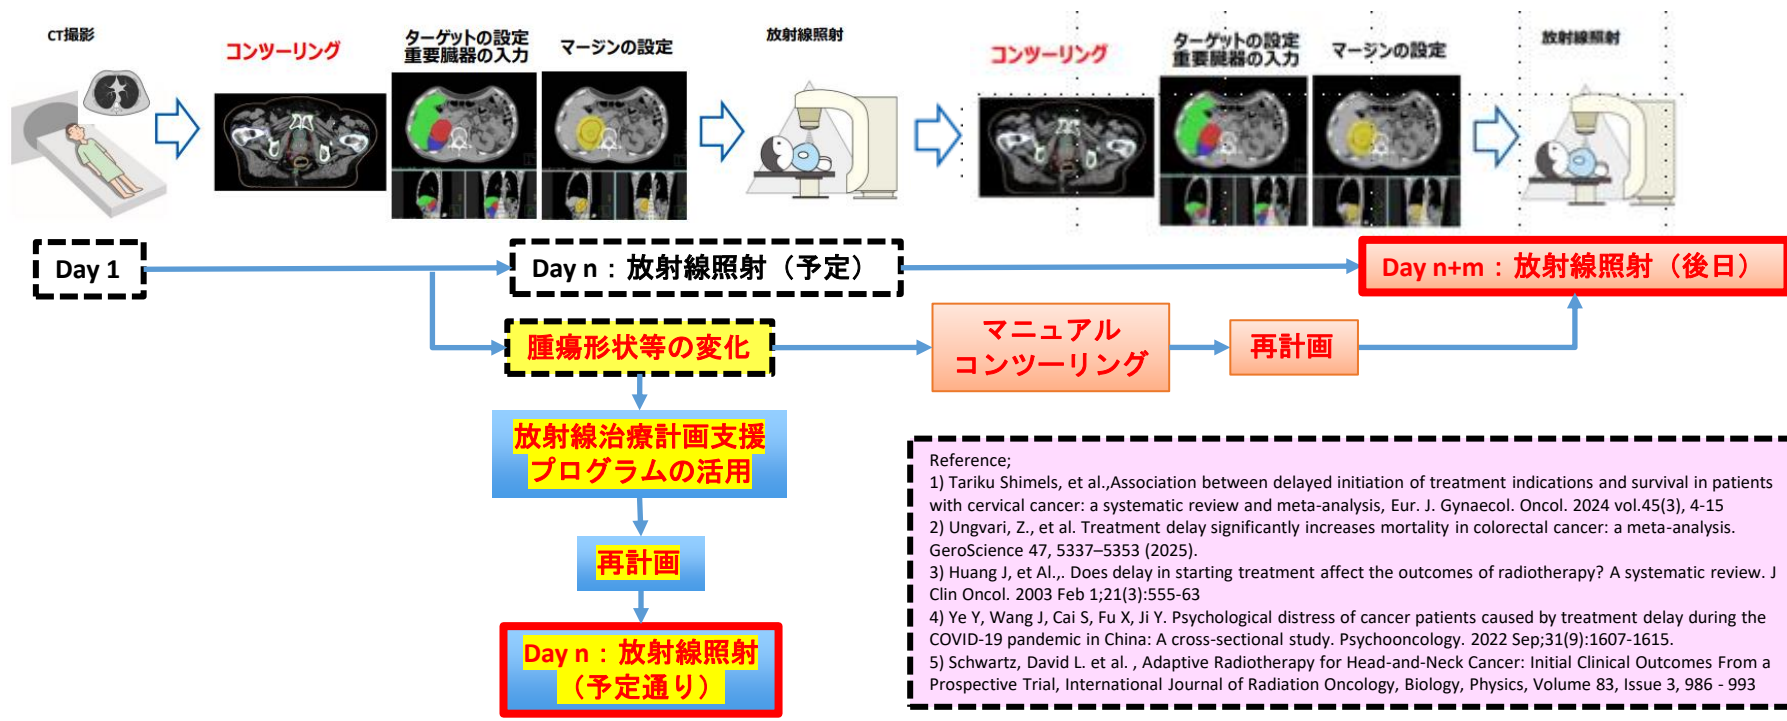 CT撮影
コンツーリング
ターゲットの設定
重要臓器の入力
マージンの設定
放射線照射
コンツーリング
ターゲットの設定
重要臓器の入力
マージンの設定
放射線照射
Day 1
Day n：放射線照射（予定）
Day n+m：放射線照射（後日）
腫瘍形状等の変化
マニュアル
コンツーリング
再計画
放射線治療計画支援
プログラムの活用
再計画
Day n：放射線照射
（予定通り）
Reference;
1) Tariku Shimels, et al.,Association between delayed initiation of treatment indications and survival in patients
with cervical cancer: a systematic review and meta-analysis, Eur. J. Gynaecol. Oncol. 2024 vol.45(3), 4-15
2) Ungvari, Z., et al. Treatment delay significantly increases mortality in colorectal cancer: a meta-analysis.
GeroScience 47, 5337–5353 (2025).
3) Huang J, et Al.,. Does delay in starting treatment affect the outcomes of radiotherapy? A systematic review. J
Clin Oncol. 2003 Feb 1;21(3):555-63
4) Ye Y, Wang J, Cai S, Fu X, Ji Y. Psychological distress of cancer patients caused by treatment delay during the
COVID-19 pandemic in China: A cross-sectional study. Psychooncology. 2022 Sep;31(9):1607-1615.
5) Schwartz, David L. et al. , Adaptive Radiotherapy for Head-and-Neck Cancer: Initial Clinical Outcomes From a
Prospective Trial, International Journal of Radiation Oncology, Biology, Physics, Volume 83, Issue 3, 986 - 993